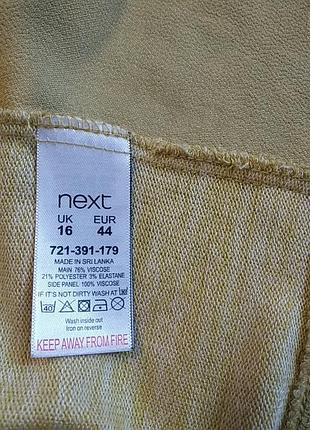 next
UK EUR
16 44
721-391-179
MADE IN SRI LANKA
MAIN 76% VISCOSE
21% POLYESTER 3% ELASTANE
SIDE PANEL 100% VISCOSE
IF IT'S NOT DIRTY WASH AT 30°
40
Wash inside out
Iron on reverse
KEEP AWAY FROM FIRE